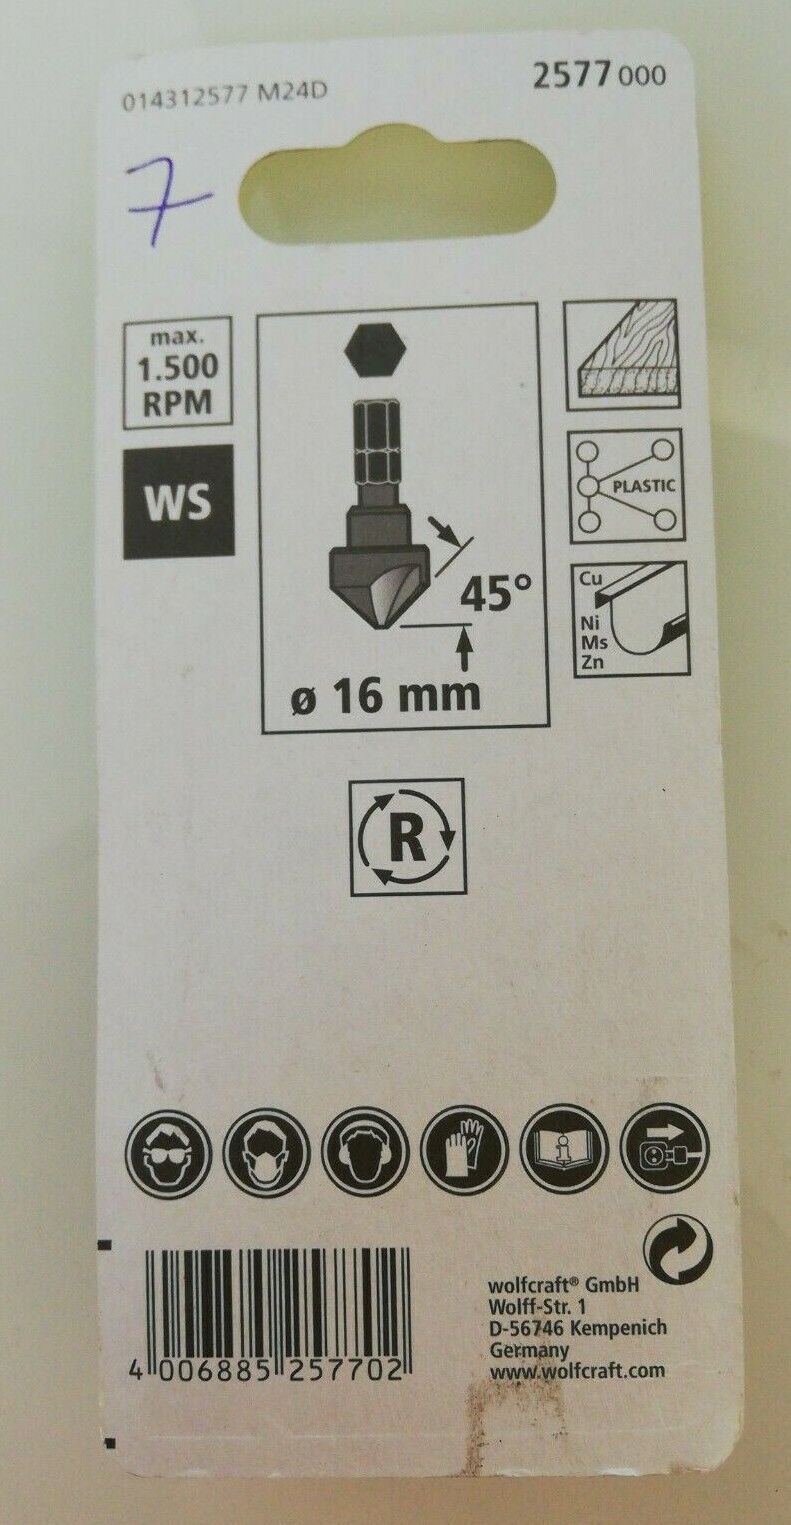 014312577 M24D
2577 000
7
max.
1.500
RPM
WS
45°
ø 16 mm
PLASTIC
Cu
Ni
Ms
Zn
R
i
4 006885 257702
wolfcraft® GmbH
Wolff-Str. 1
D-56746 Kempenich
Germany
www.wolfcraft.com